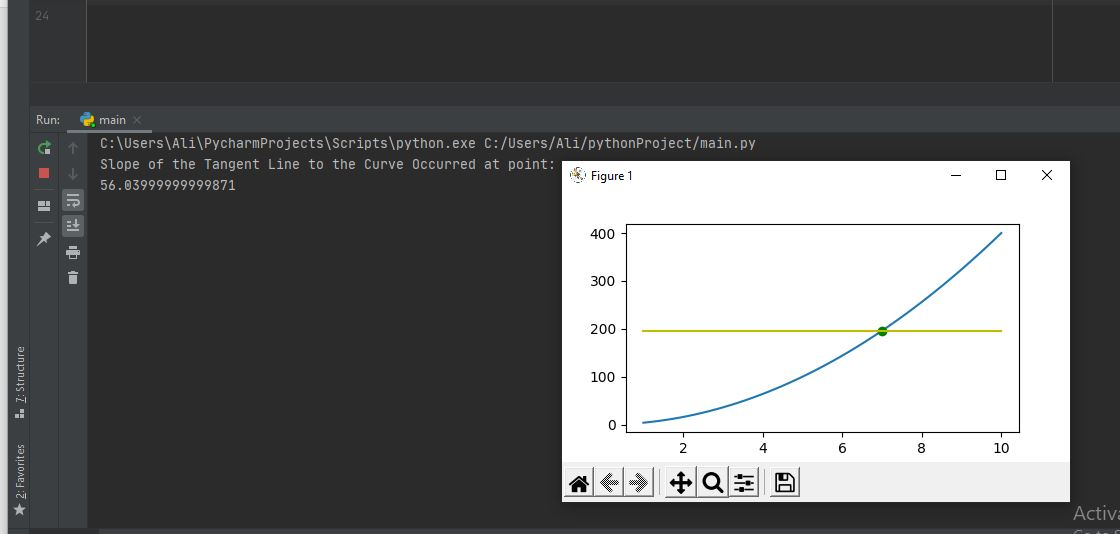 24
Run:
main
C:\Users\Ali\PycharmProjects\Scripts\python.exe C:/Users/Ali/pythonProject/main.py
Slope of the Tangent Line to the Curve Occurred at point:
56.03999999999871
Figure 1
400
300
200
100
0
2
4
6
8
10
7: Structure
2: Favorites